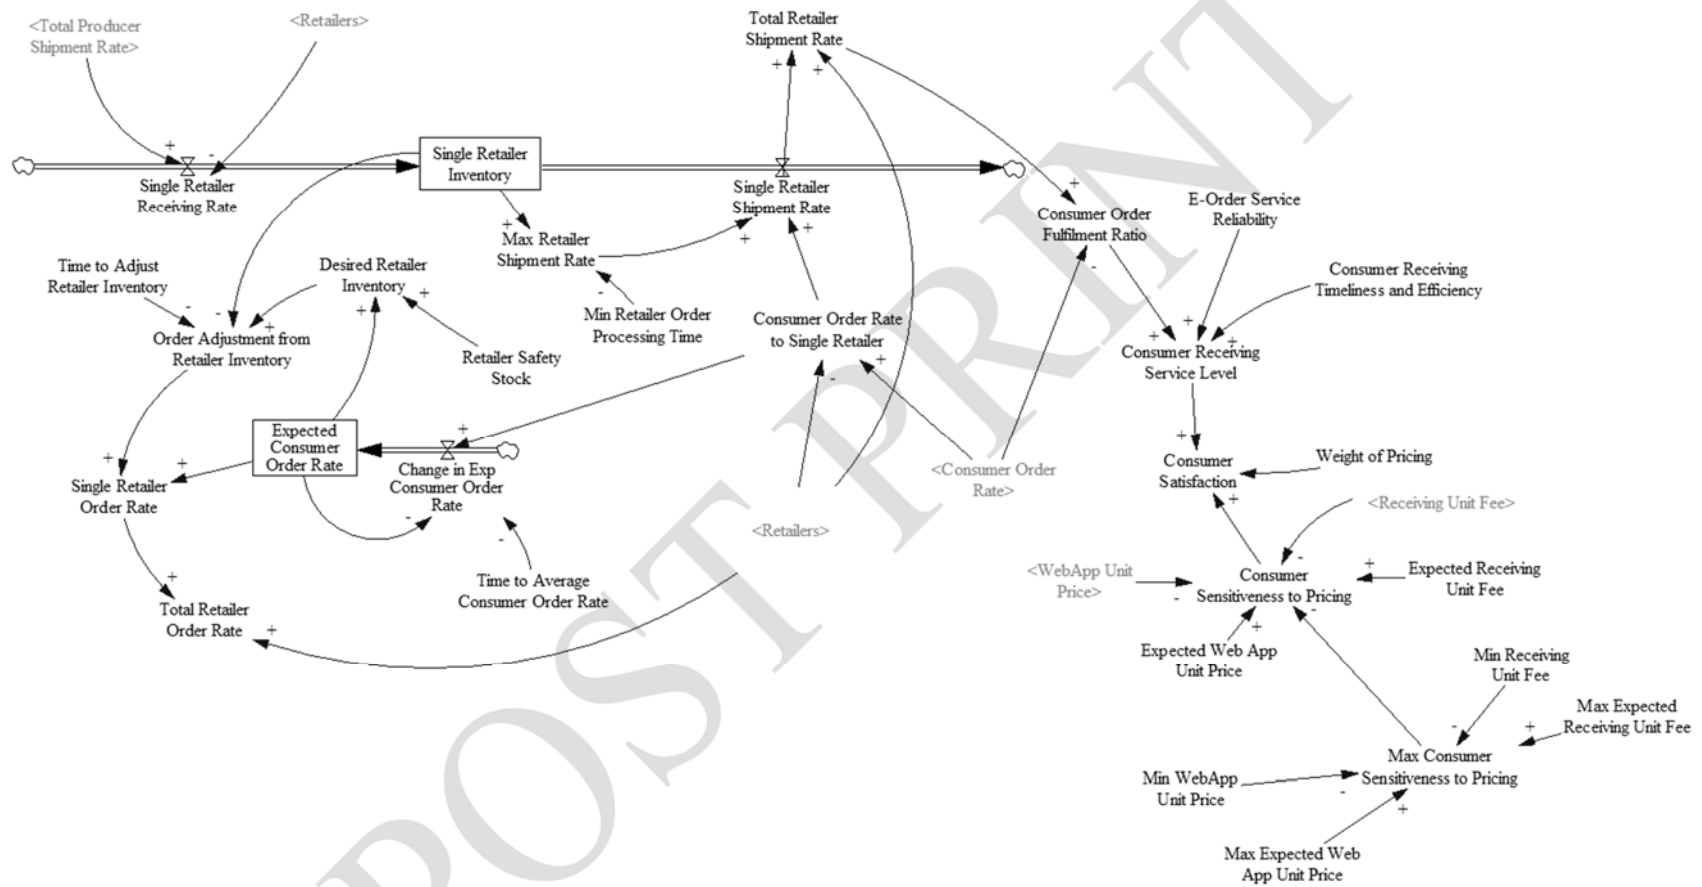 <Total Producer
Shipment Rate>
<Retailers>
Total Retailer
Shipment Rate
+
+
+
-
Single Retailer
Receiving Rate
Single Retailer
Inventory
Single Retailer
Shipment Rate
+
Consumer Order
Fulfilment Ratio
E-Order Service
Reliability
+
Max Retailer
Shipment Rate
+
+
-
Time to Adjust
Retailer Inventory
Desired Retailer
Inventory
+
-
Min Retailer Order
Processing Time
Consumer Receiving
Timeliness and Efficiency
-
-
+
+
Order Adjustment from
Retailer Inventory
Consumer Order Rate
to Single Retailer
+
+
+
Consumer Receiving
Service Level
Retailer Safety
Stock
-
+
Expected
Consumer
Order Rate
+
Change in Exp
Consumer Order
Rate
-
-
+
+
Single Retailer
Order Rate
<Consumer Order
Rate>
+
Consumer
Satisfaction
+
Weight of Pricing
<Receiving Unit Fee>
<Retailers>
Time to Average
Consumer Order Rate
+
Total Retailer
Order Rate
+
<WebApp Unit
Price>
-
-
Consumer
Sensitiveness to Pricing
+
Expected Receiving
Unit Fee
+
-
Expected Web App
Unit Price
Min Receiving
Unit Fee
Max Expected
Receiving Unit Fee
-
+
Max Consumer
Sensitiveness to Pricing
Min WebApp
Unit Price
-
+
Max Expected Web
App Unit Price
POST PRINT